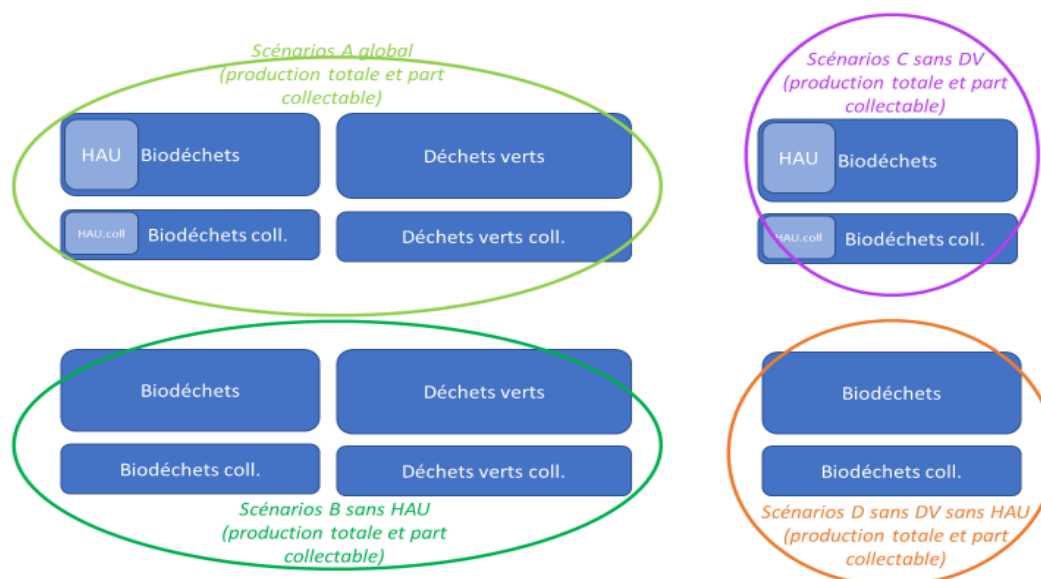 Scénarios A global
(production totale et part
collectable)
HAU
Biodéchets
Déchets verts
HAU.coll
Biodéchets coll.
Déchets verts coll.
Scénarios C sans DV
(production totale et part
collectable)
HAU
Biodéchets
HAU.coll
Biodéchets coll.
Biodéchets
Déchets verts
Biodéchets coll.
Déchets verts coll.
Scénarios B sans HAU
(production totale et part
collectable)
Biodéchets
Biodéchets coll.
Scénarios D sans DV sans HAU
(production totale et part
collectable)